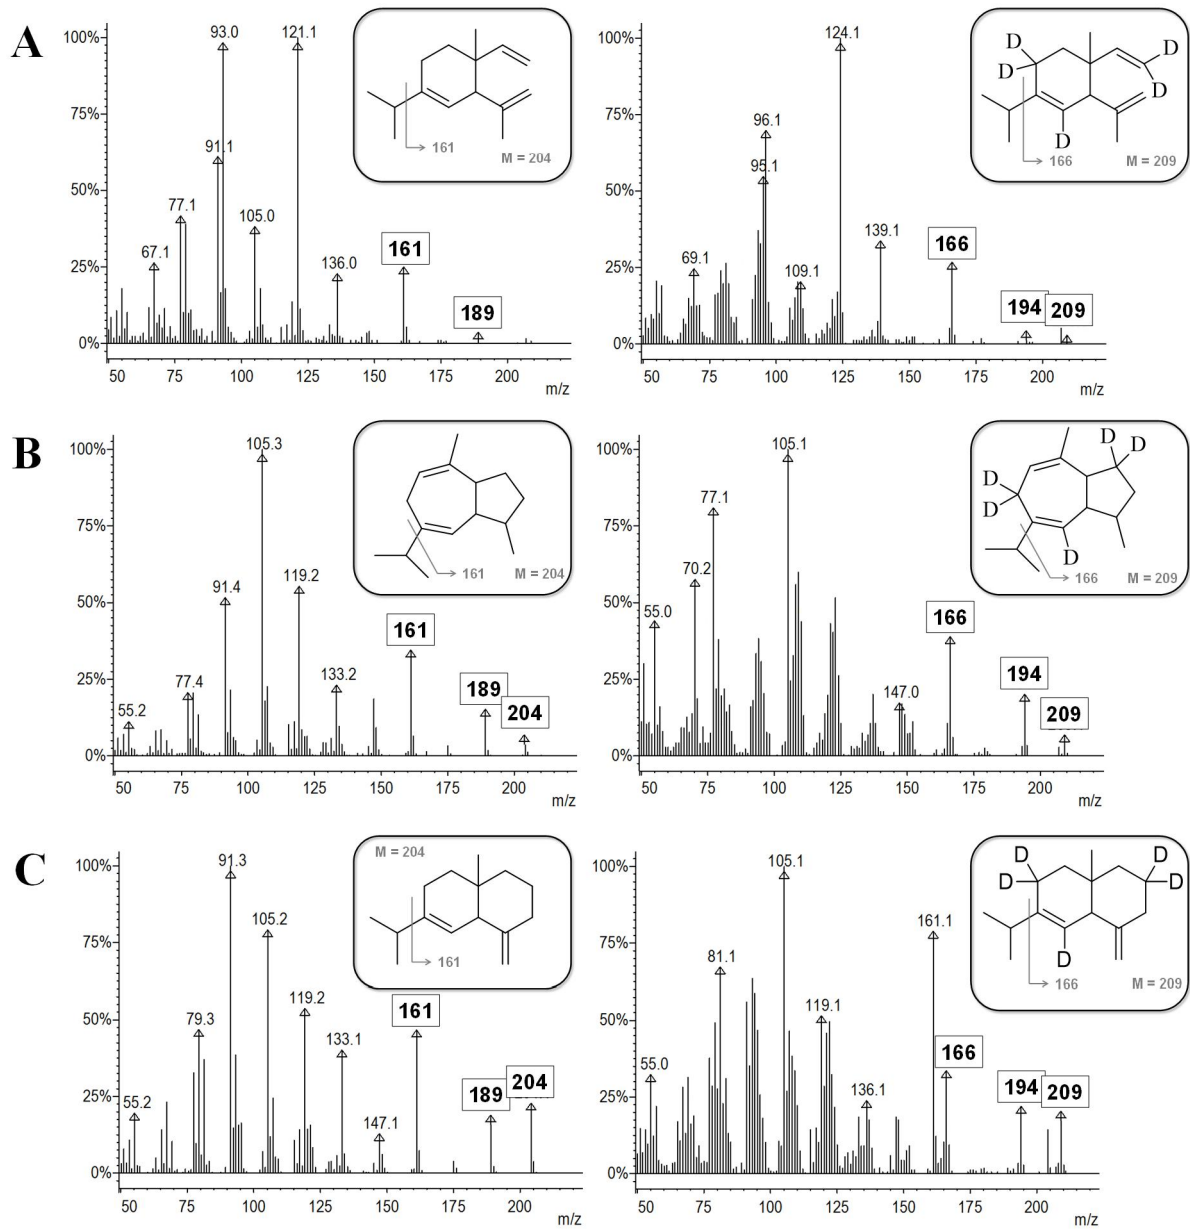 A
100%
75%
50%
25%
0%
67.1
77.1
91.1
93.0
105.0
121.1
136.0
161
189
161
M = 204
50 75 100 125 150 175 200
m/z
100%
75%
50%
25%
0%
69.1
95.1
96.1
109.1
124.1
139.1
166
194
209
D
D
D
D
D
166
M = 209
50 75 100 125 150 175 200
m/z
B
100%
75%
50%
25%
0%
55.2
77.4
91.4
105.3
119.2
133.2
161
189
204
161
M = 204
50 75 100 125 150 175 200
m/z
100%
75%
50%
25%
0%
55.0
70.2
77.1
105.1
147.0
166
194
209
D
D
D
D
D
166
M = 209
50 75 100 125 150 175 200
m/z
C
100%
75%
50%
25%
0%
55.2
79.3
91.3
105.2
119.2
133.1
147.1
161
189
204
M = 204
161
50 75 100 125 150 175 200
m/z
100%
75%
50%
25%
0%
55.0
81.1
105.1
119.1
136.1
161.1
166
194
209
D
D
D
D
D
166
M = 209
50 75 100 125 150 175 200
m/z